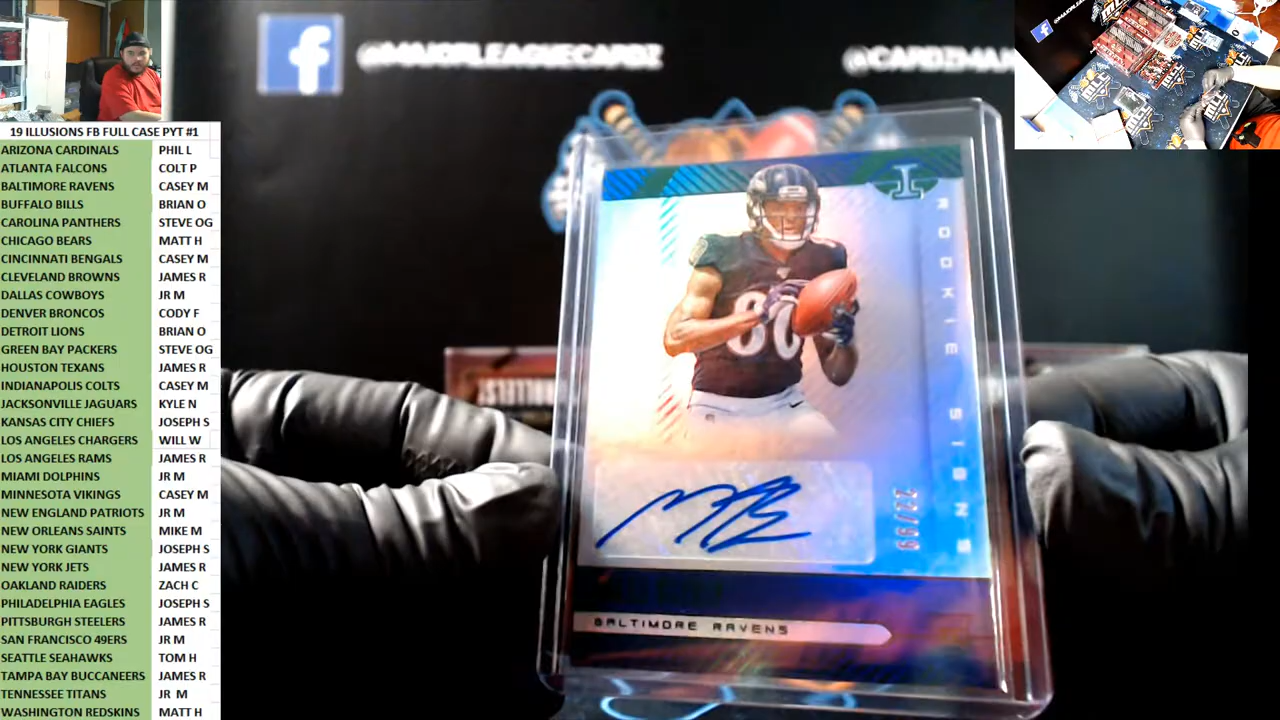 @MAJORLEAGUECARDZ
@CARDZMAN
19 ILLUSIONS FB FULL CASE PYT #1
ARIZONA CARDINALS PHIL L
ATLANTA FALCONS COLT P
BALTIMORE RAVENS CASEY M
BUFFALO BILLS BRIAN O
CAROLINA PANTHERS STEVE OG
CHICAGO BEARS MATT H
CINCINNATI BENGALS CASEY M
CLEVELAND BROWNS JAMES R
DALLAS COWBOYS JR M
DENVER BRONCOS CODY F
DETROIT LIONS BRIAN O
GREEN BAY PACKERS STEVE OG
HOUSTON TEXANS JAMES R
INDIANAPOLIS COLTS CASEY M
JACKSONVILLE JAGUARS KYLE N
KANSAS CITY CHIEFS JOSEPH S
LOS ANGELES CHARGERS WILL W
LOS ANGELES RAMS JAMES R
MIAMI DOLPHINS JR M
MINNESOTA VIKINGS CASEY M
NEW ENGLAND PATRIOTS JR M
NEW ORLEANS SAINTS MIKE M
NEW YORK GIANTS JOSEPH S
NEW YORK JETS JAMES R
OAKLAND RAIDERS ZACH C
PHILADELPHIA EAGLES JOSEPH S
PITTSBURGH STEELERS JAMES R
SAN FRANCISCO 49ERS JR M
SEATTLE SEAHAWKS TOM H
TAMPA BAY BUCCANEERS JAMES R
TENNESSEE TITANS JR M
WASHINGTON REDSKINS MATT H
I
ROOKIE SIGNS
80
BALTIMORE RAVENS